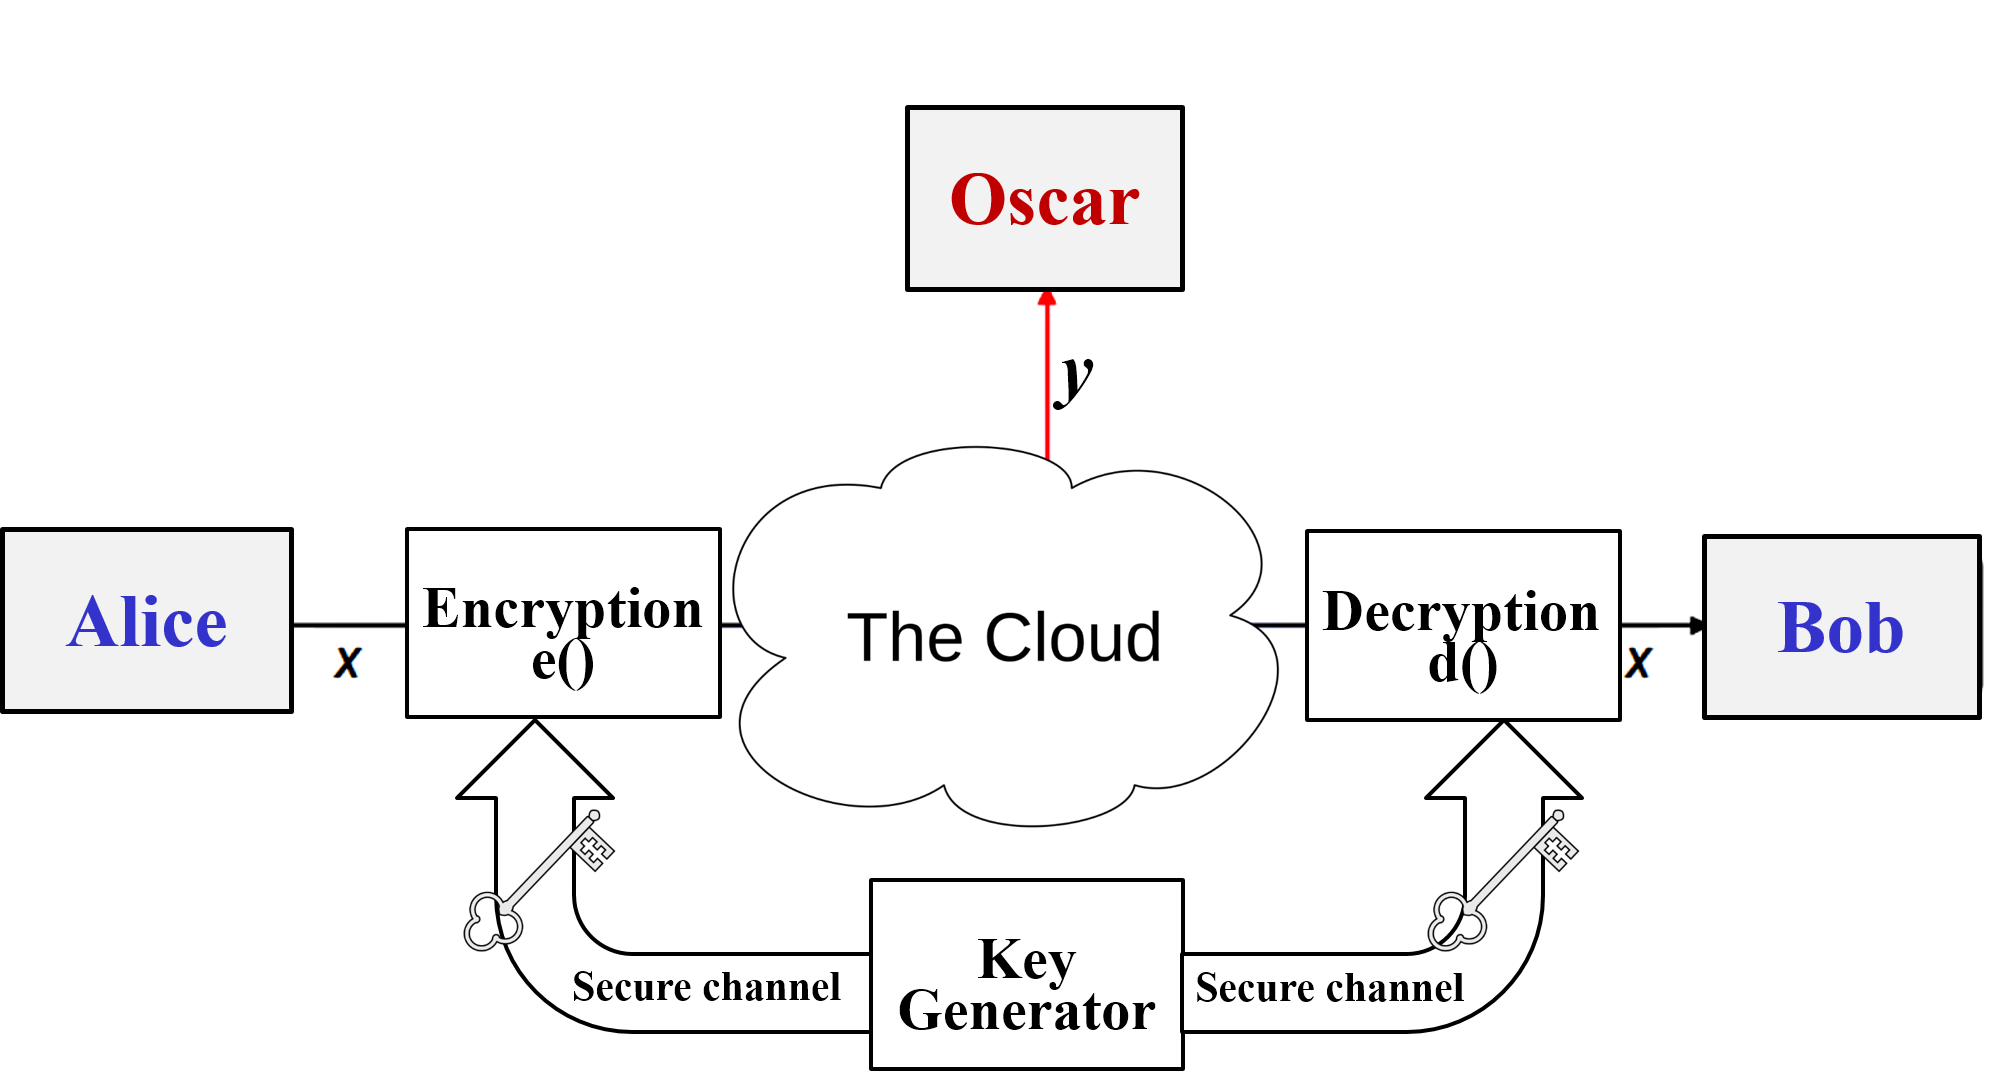 Oscar
y
Alice
x
Encryption
e()
The Cloud
Decryption
d()
x
Bob
Secure channel
Key
Generator
Secure channel